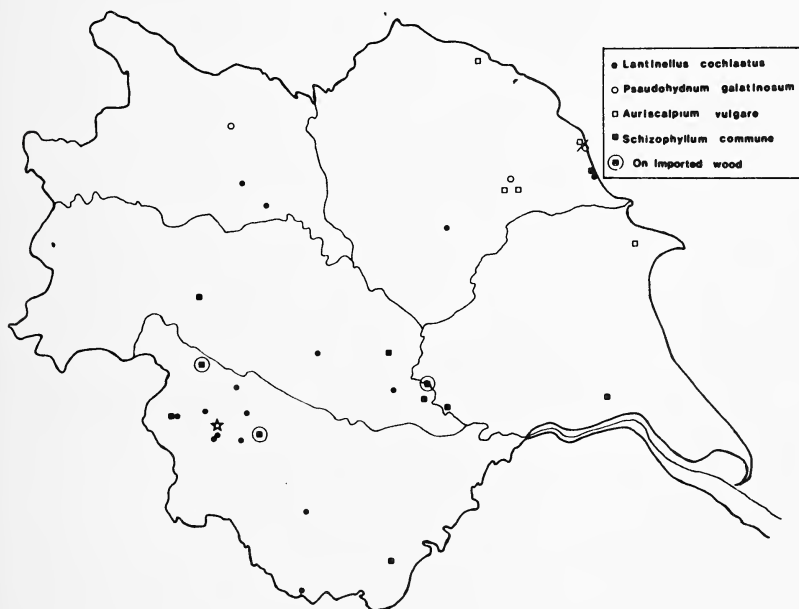 Lantinellus cochlaatus
Psaudohydnum galatinosum
Auriscalpium vulgare
Schizophyllum commune
On Imported wood